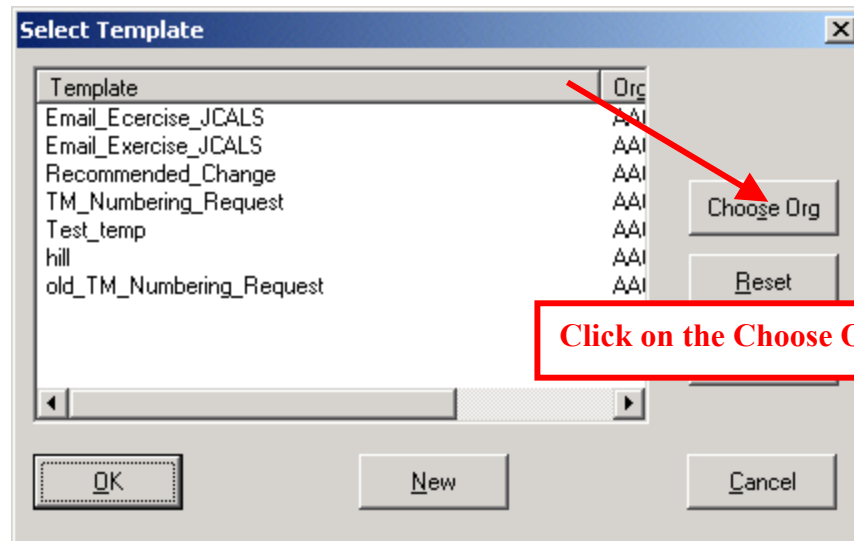 Select Template
Template Org
Email_Ecercise_JCALS
Email_Exercise_JCALS
Recommended_Change
TM_Numbering_Request
Test_temp
hill
old_TM_Numbering_Request
Choose Org
Reset
Click on the Choose
OK New Cancel